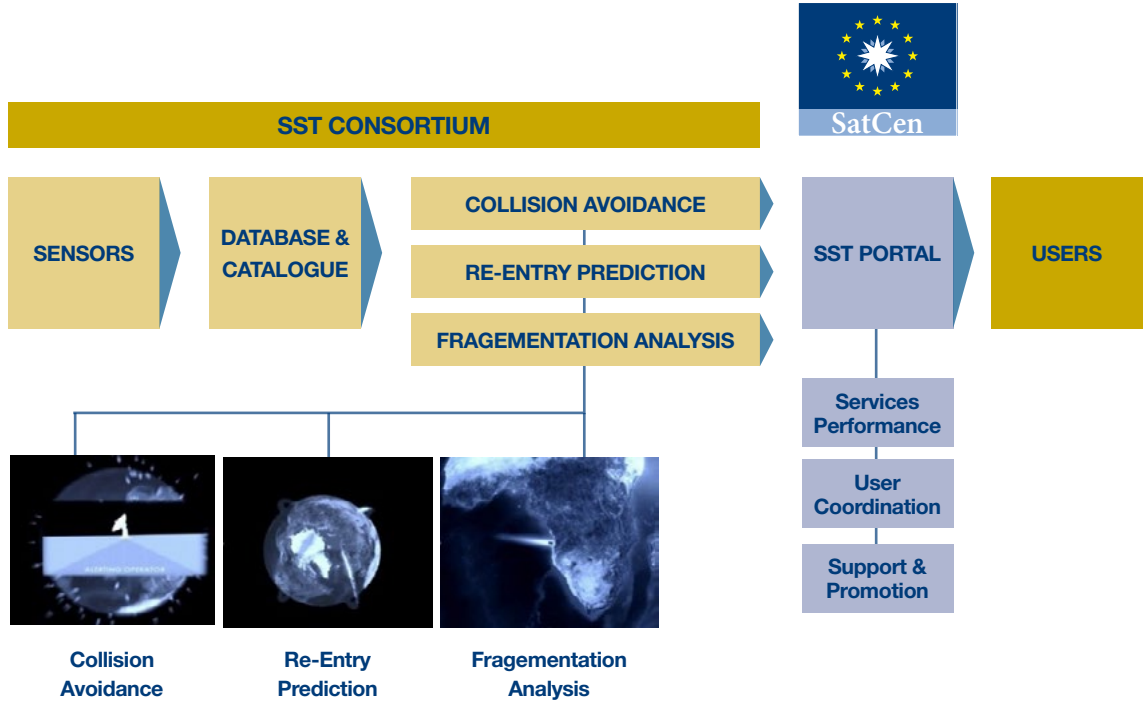 SatCen
SST CONSORTIUM
SENSORS
DATABASE &
CATALOGUE
COLLISION AVOIDANCE
RE-ENTRY PREDICTION
FRAGEMENTATION ANALYSIS
SST PORTAL
USERS
Services
Performance
User
Coordination
Support &
Promotion
ALERTING OPERATOR
Collision
Avoidance
Re-Entry
Prediction
Fragementation
Analysis